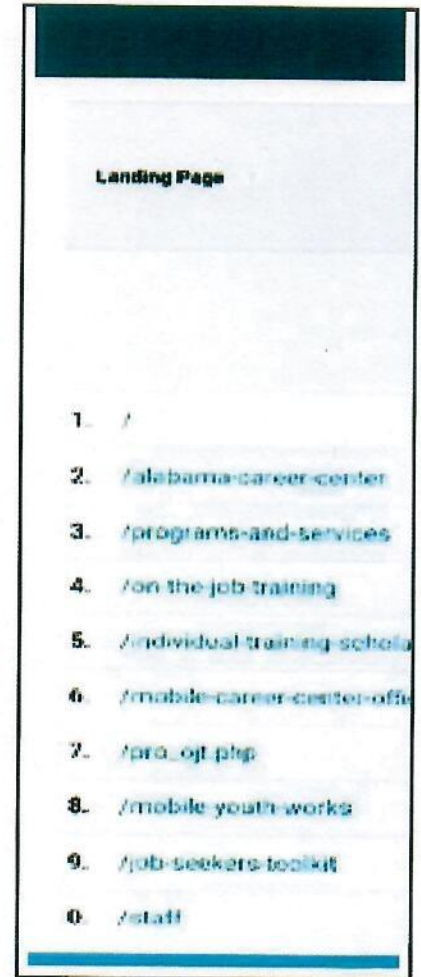 Landing Page
1. /
2. /alabama-career-center
3. /programs-and-services
4. /on-the-job-training
5. /individual-training-schola
6. /mobile-career-center-offi
7. /pro_ojt.php
8. /mobile-youth-works
9. /job-seekers-toolkit
0. /staff